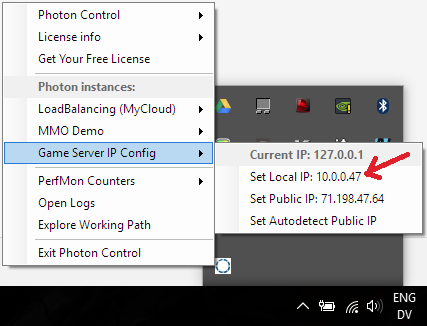 Photon Control
License info
Get Your Free License
Photon instances:
LoadBalancing (MyCloud)
MMO Demo
Game Server IP Config
PerfMon Counters
Open Logs
Explore Working Path
Exit Photon Control
Current IP: 127.0.0.1
Set Local IP: 10.0.0.47
Set Public IP: 71.198.47.64
Set Autodetect Public IP
ENG
DV